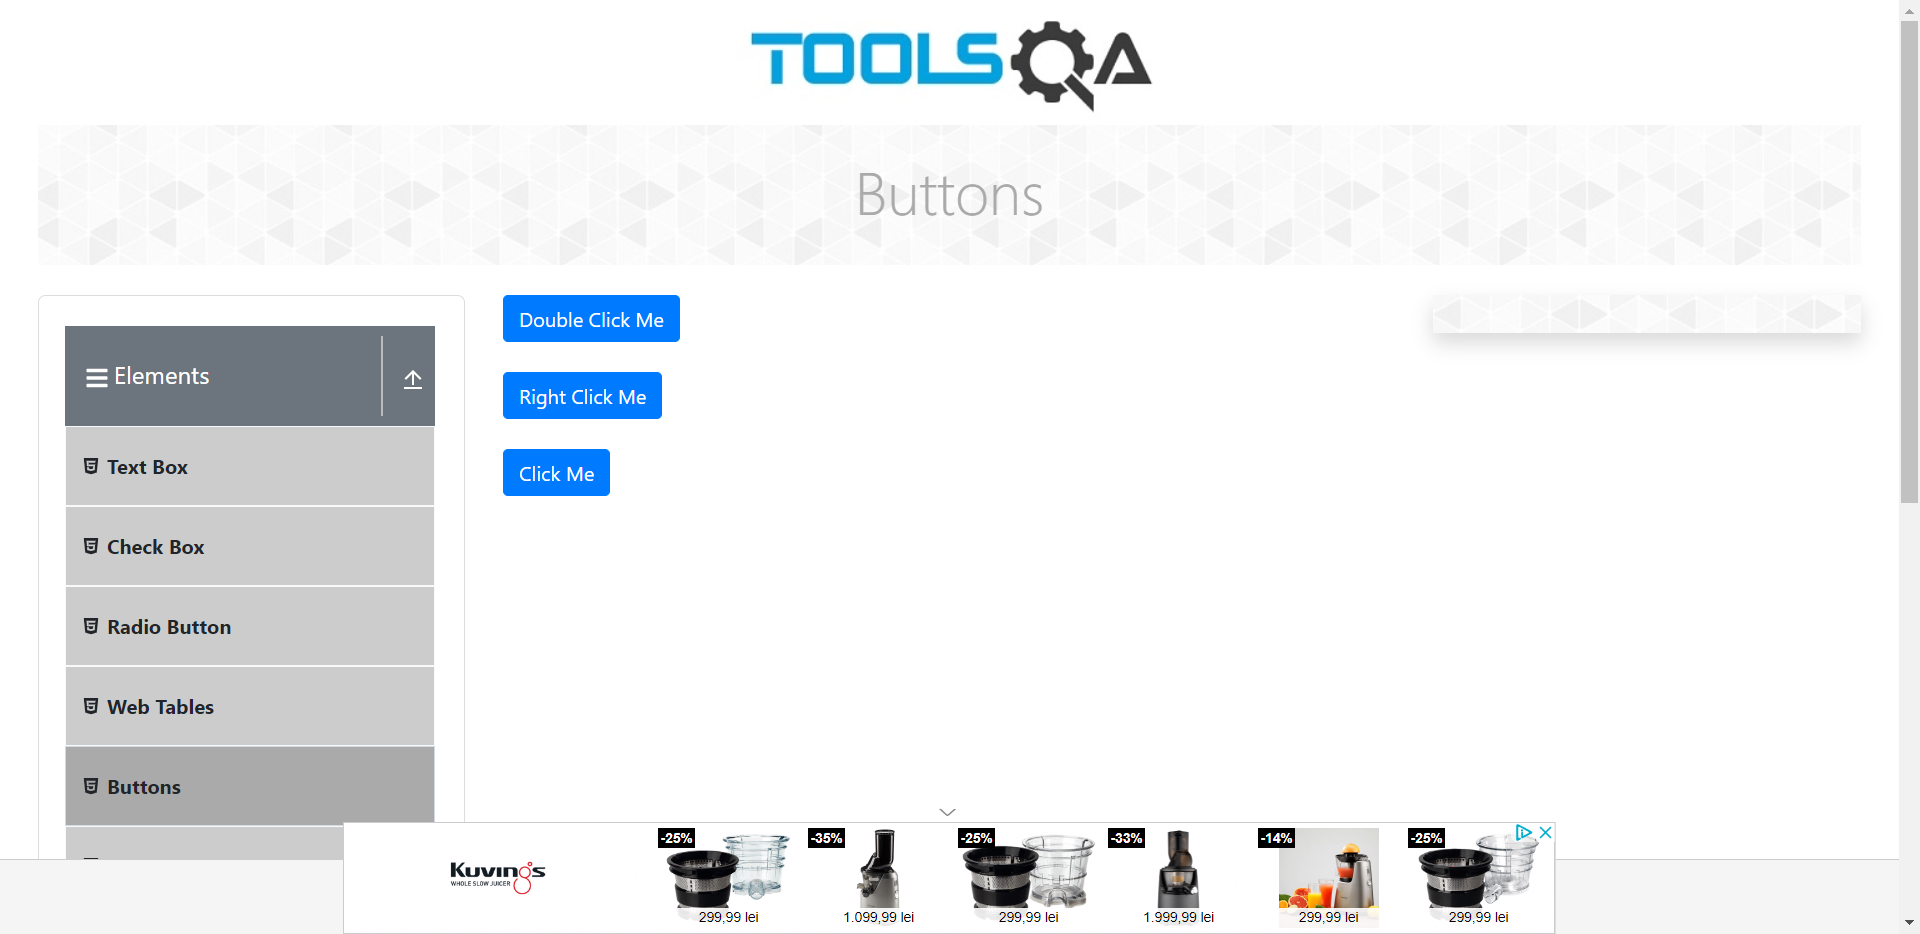 TOOLSQA
Buttons
Elements
Text Box
Check Box
Radio Button
Web Tables
Buttons
Double Click Me
Right Click Me
Click Me
Kuvings
WHOLE SLOW JUICER
-25%
299,99 lei
-35%
1.099,99 lei
-25%
299,99 lei
-33%
1.999,99 lei
-14%
299,99 lei
-25%
299,99 lei